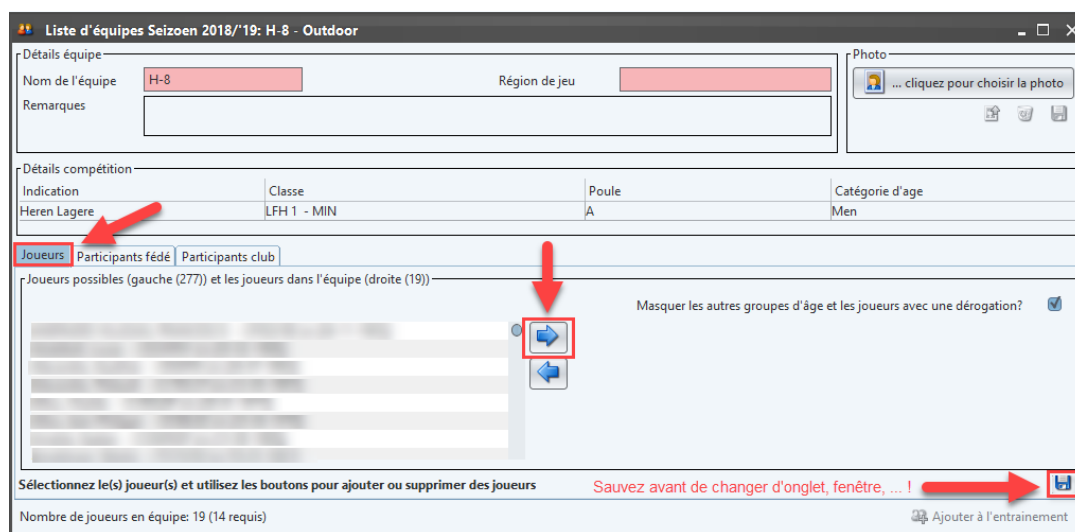 Liste d'équipes Seizoen 2018/'19: H-8 - Outdoor
Détails équipe
Nom de l'équipe H-8 Région de jeu
Remarques
Photo
... cliquez pour choisir la photo
Détails compétition
Indication Classe Poule Catégorie d'age
Heren Lagere LFH 1 - MIN A Men
Joueurs Participants fédé Participants club
Joueurs possibles (gauche (277)) et les joueurs dans l'équipe (droite (19))
Masquer les autres groupes d'âge et les joueurs avec une dérogation?
Sélectionnez le(s) joueur(s) et utilisez les boutons pour ajouter ou supprimer des joueurs
Sauvez avant de changer d'onglet, fenêtre, ... !
Nombre de joueurs en équipe: 19 (14 requis) Ajouter à l'entrainement